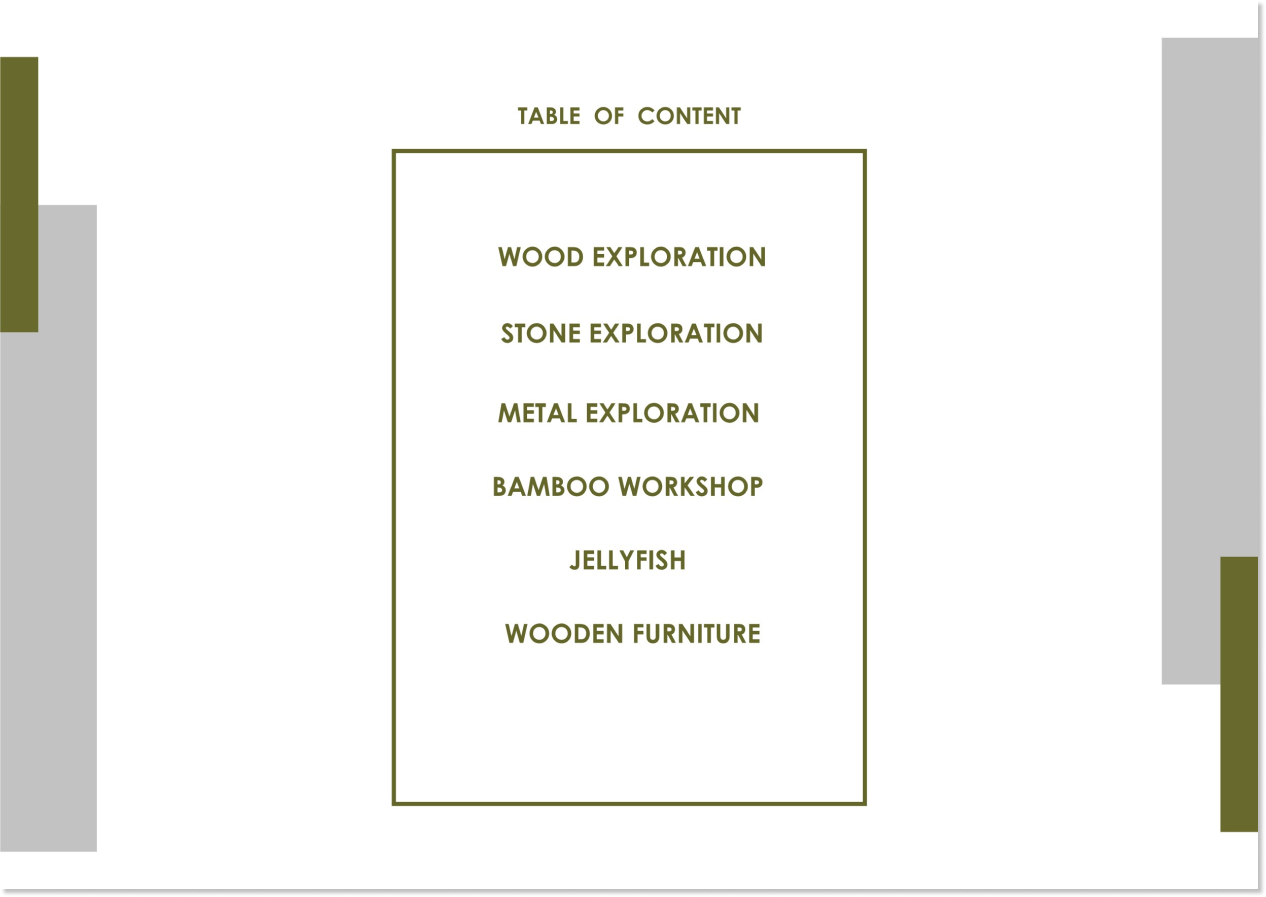 TABLE OF CONTENT
WOOD EXPLORATION
STONE EXPLORATION
METAL EXPLORATION
BAMBOO WORKSHOP
JELLYFISH
WOODEN FURNITURE